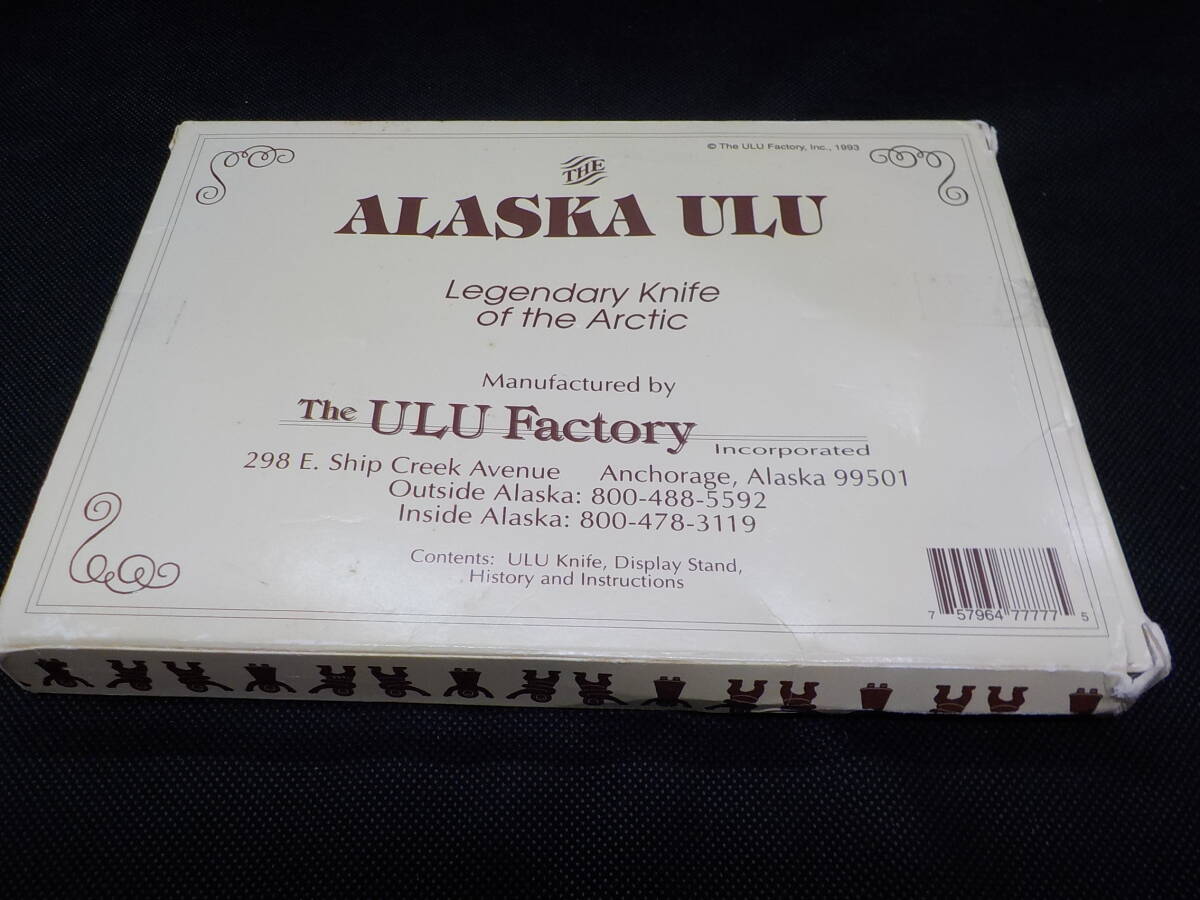 © The ULU Factory, Inc., 1993
THE
ALASKA ULU
Legendary Knife
of the Arctic
Manufactured by
The ULU Factory
Incorporated
298 E. Ship Creek Avenue Anchorage, Alaska 99501
Outside Alaska: 800-488-5592
Inside Alaska: 800-478-3119
Contents: ULU Knife, Display Stand,
History and Instructions
7 57964 77777 5